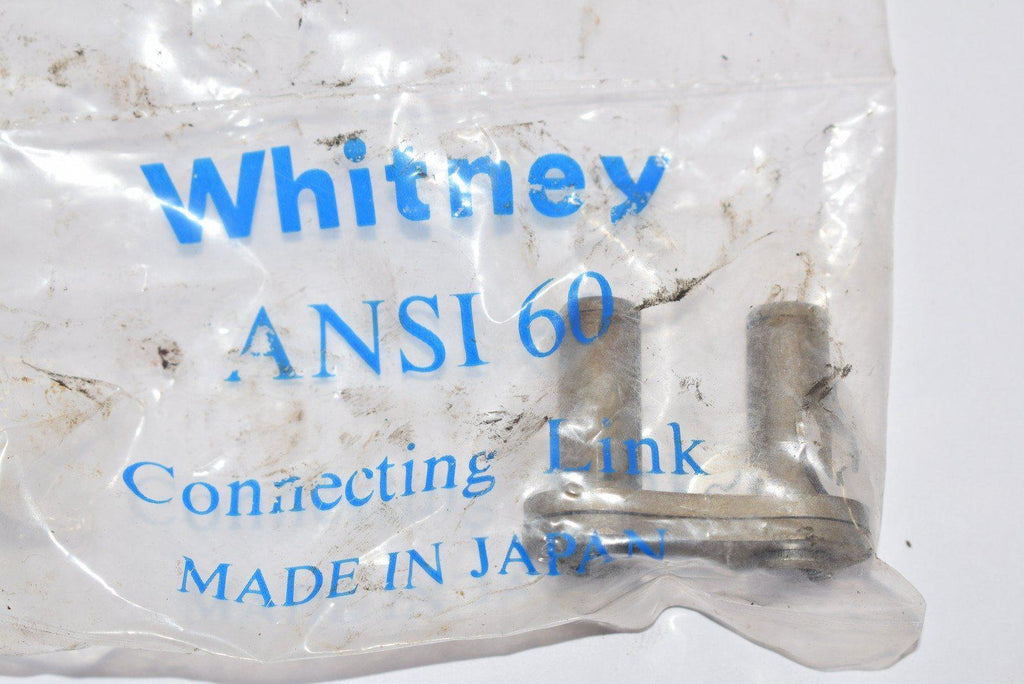 Whitney
ANSI 60
Connecting Link
MADE IN JAPAN